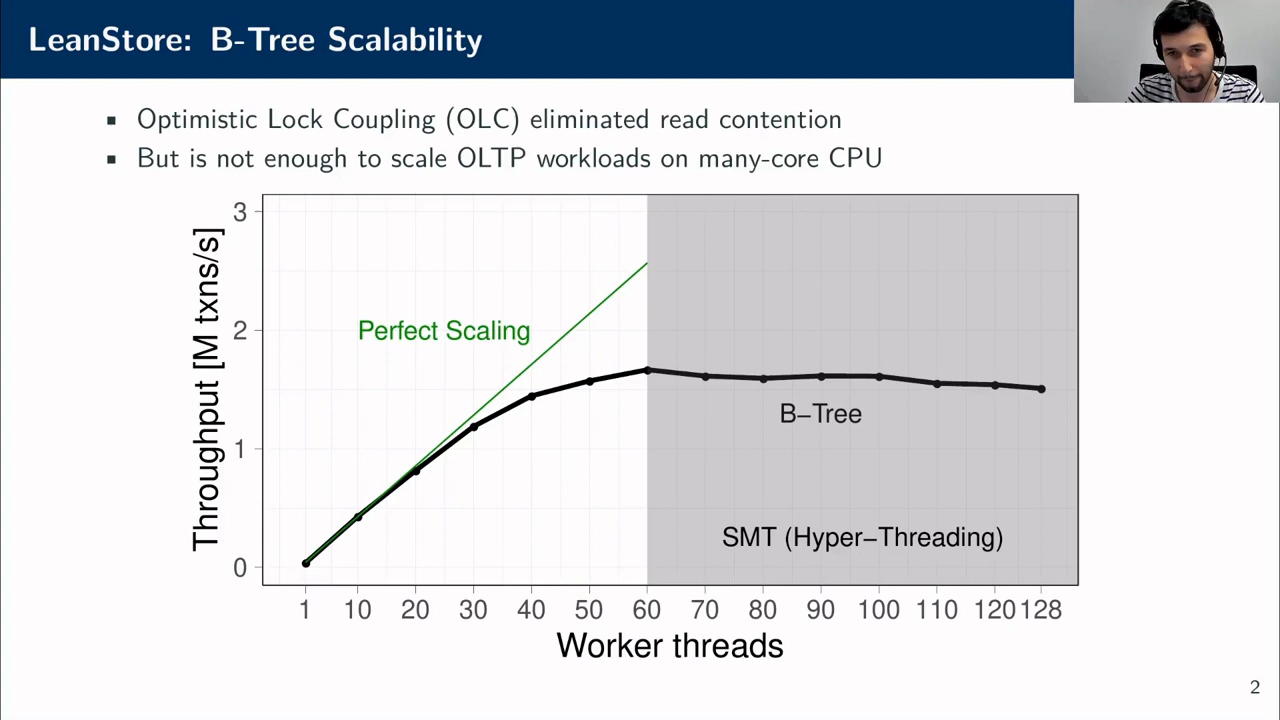 LeanStore: B-Tree Scalability
▪ Optimistic Lock Coupling (OLC) eliminated read contention
▪ But is not enough to scale OLTP workloads on many-core CPU
Throughput [M txns/s]
3
2
1
0
Perfect Scaling
B−Tree
SMT (Hyper−Threading)
1 10 20 30 40 50 60 70 80 90 100 110 120 128
Worker threads
2